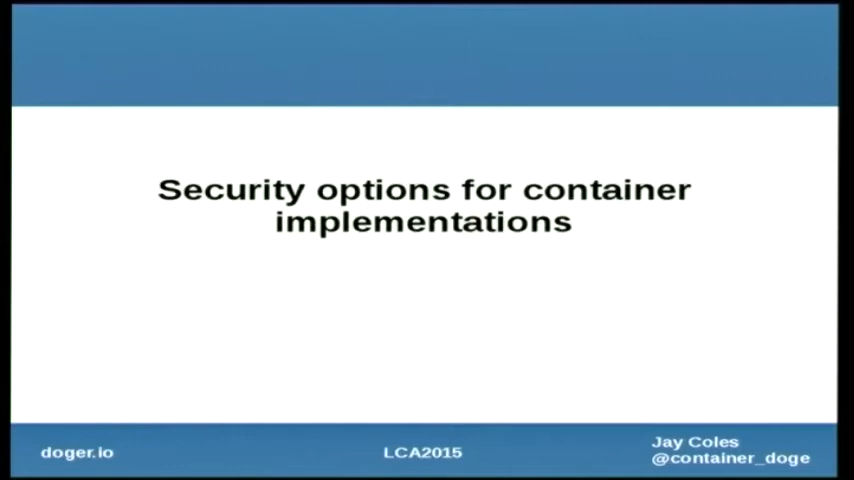 Security options for container
implementations
doger.io
LCA2015
Jay Coles
@container_doge